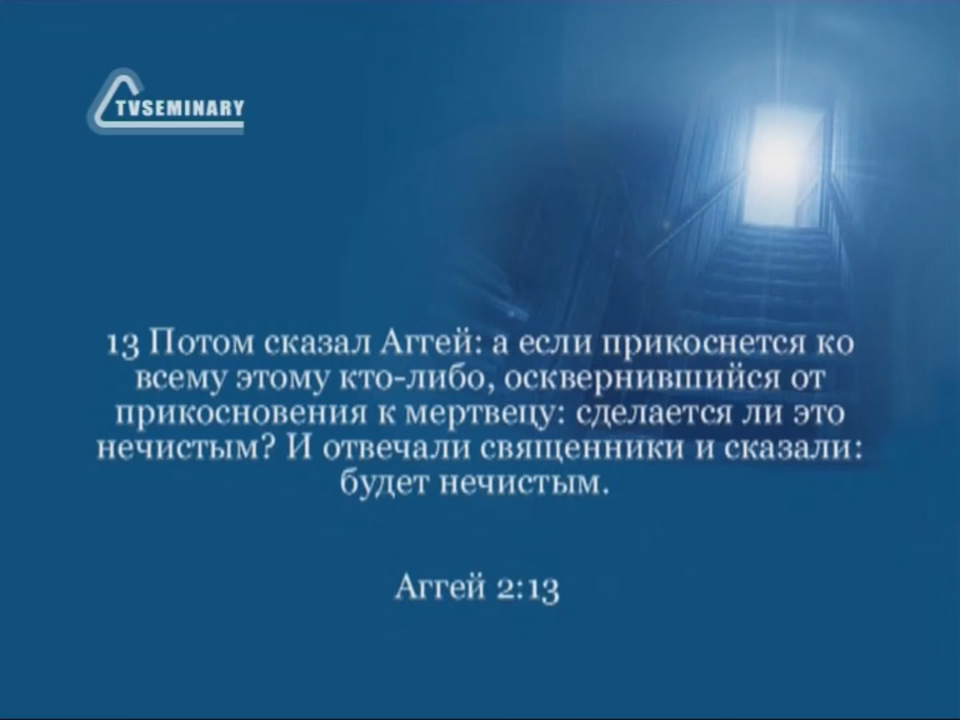 TVSEMINARY
13 Потом сказал Аггей: а если прикоснется ко
всему этому кто-либо, осквернившийся от
прикосновения к мертвецу: сделается ли это
нечистым? И отвечали священники и сказали:
будет нечистым.
Аггей 2:13